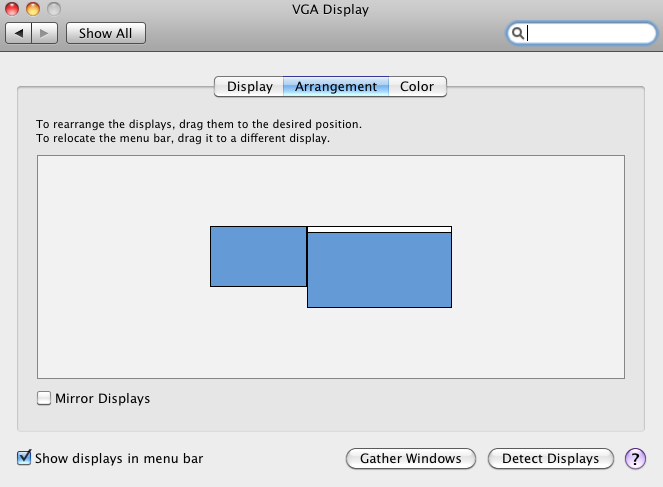 VGA Display
Show All
Display Arrangement Color
To rearrange the displays, drag them to the desired position.
To relocate the menu bar, drag it to a different display.
Mirror Displays
Show displays in menu bar Gather Windows Detect Displays ?